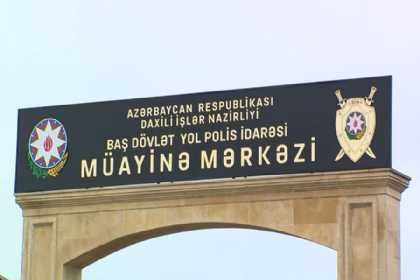 AZƏRBAYCAN RESPUBLİKASI
DAXİLİ İŞLƏR NAZİRLİYİ
BAŞ DÖVLƏT YOL POLİS İDARƏSİ
MÜAYİNƏ MƏRKƏZİ